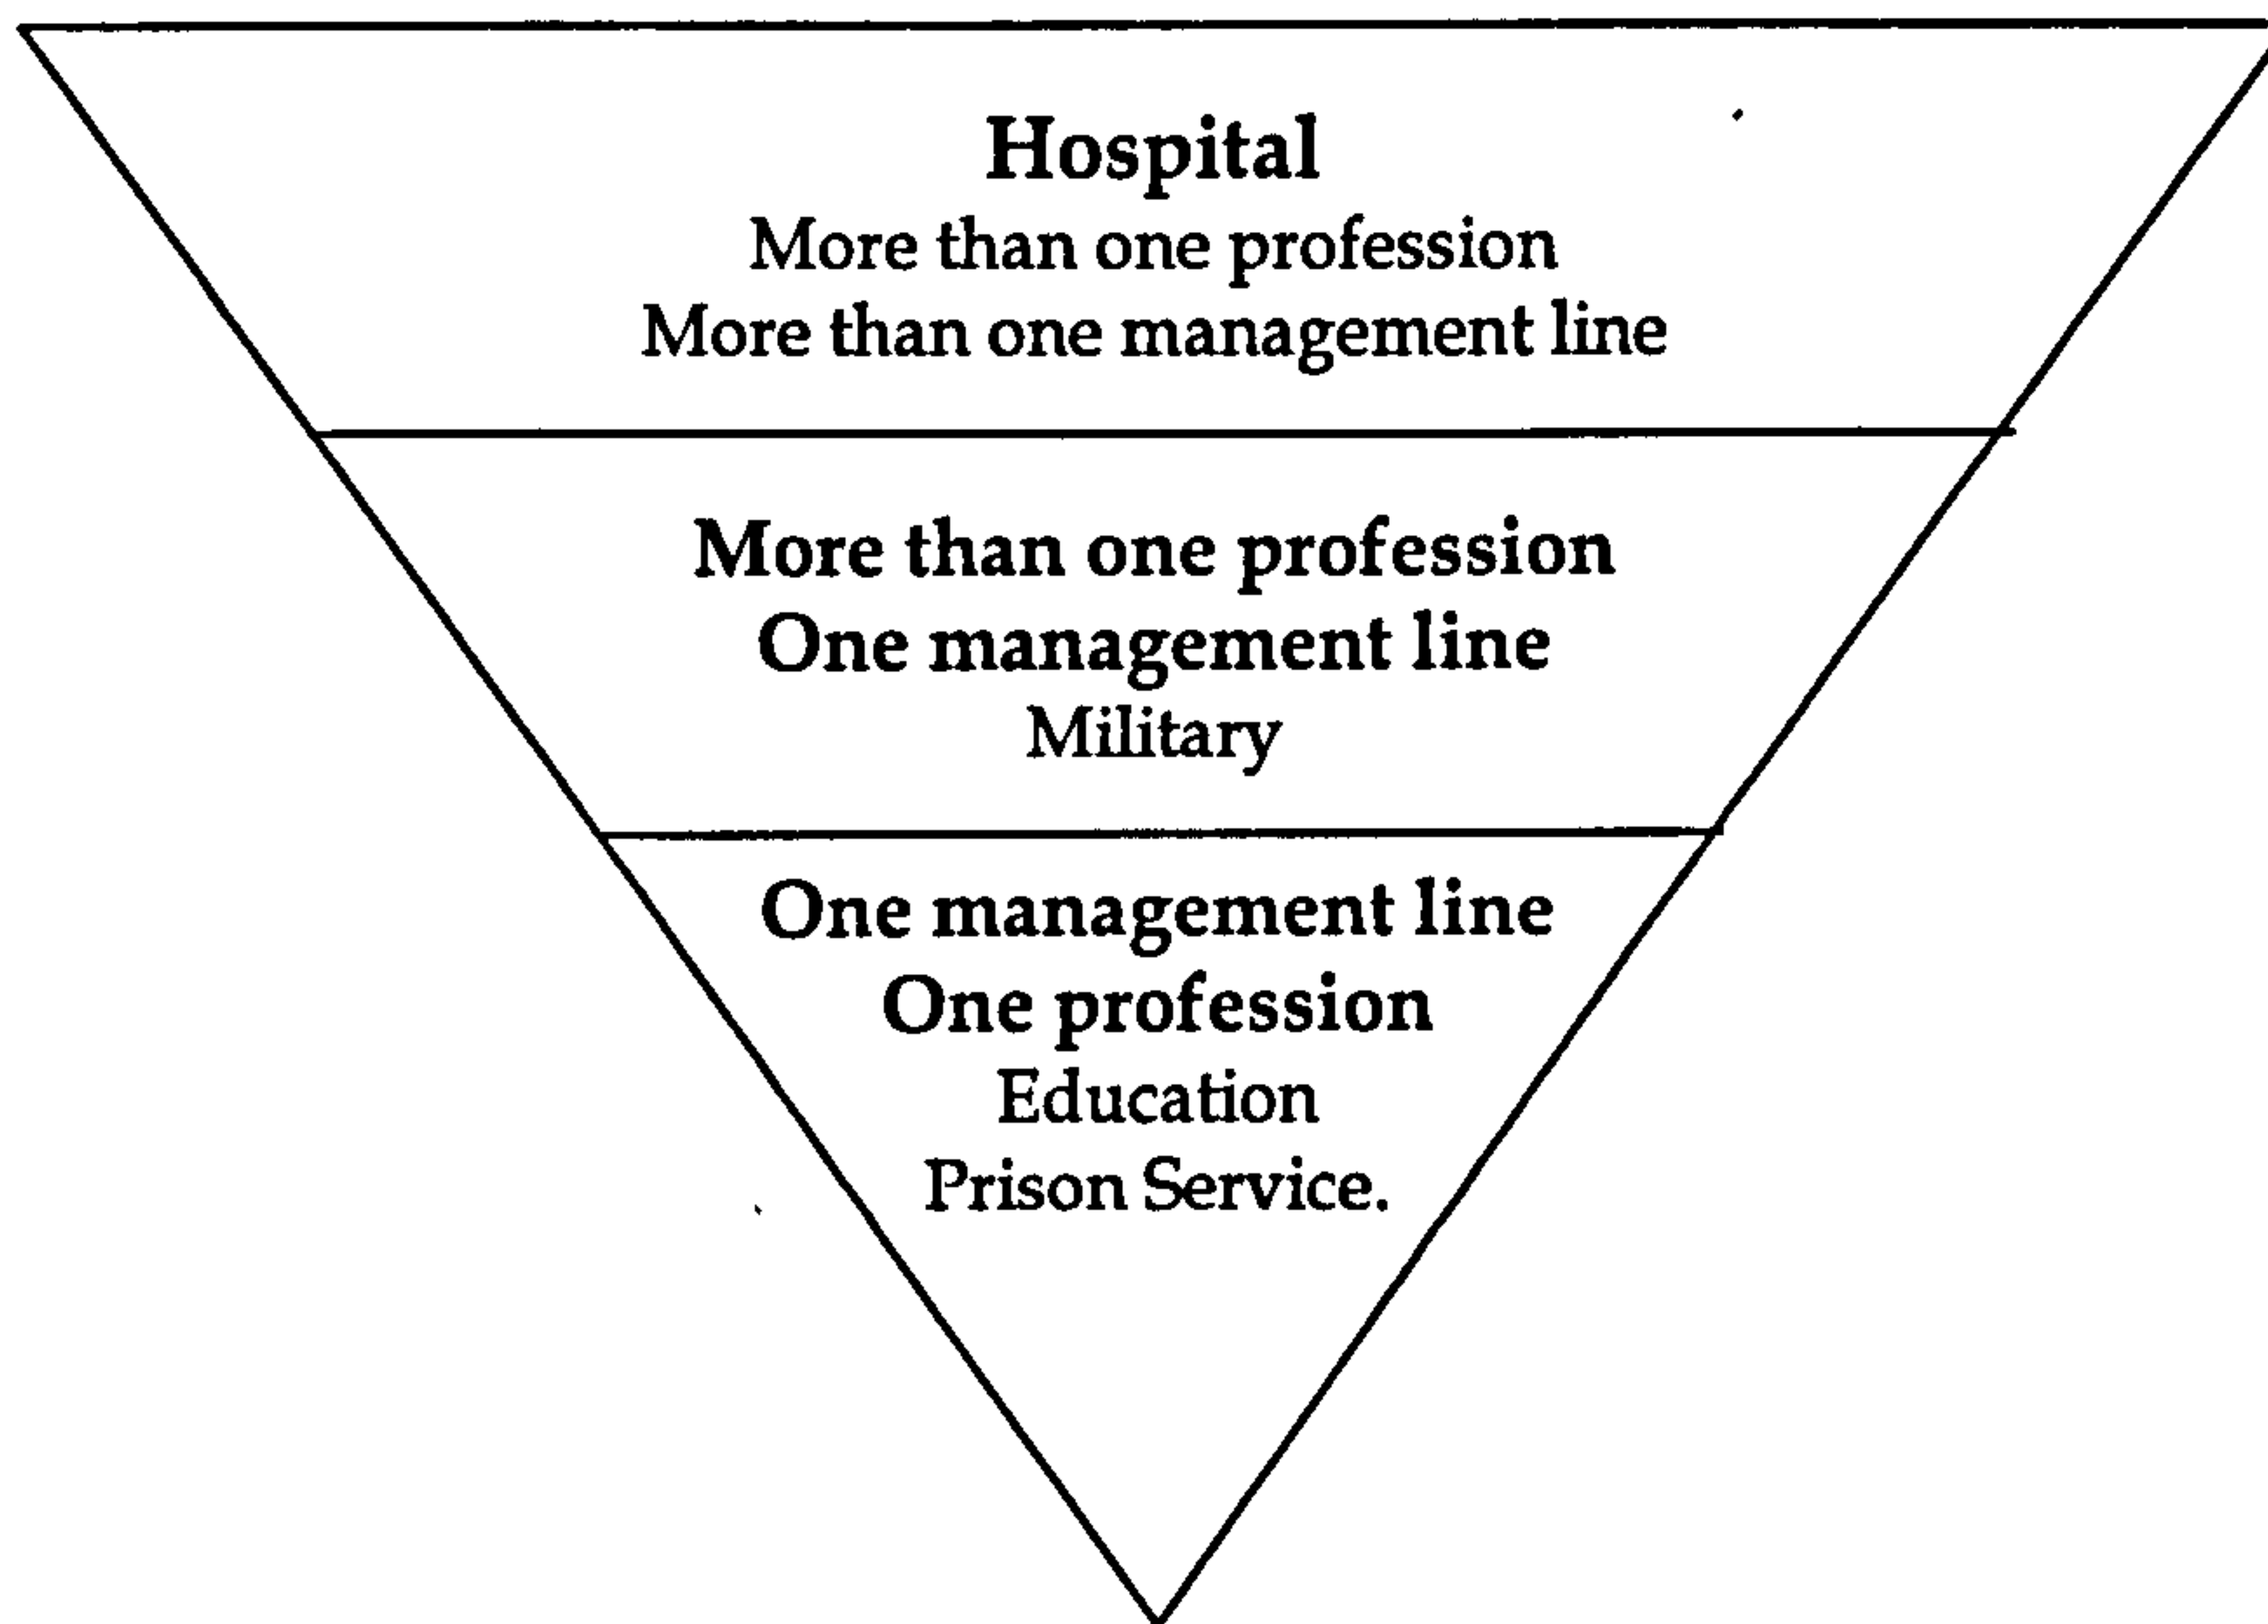 Hospital
More than one profession
More than one management line
More than one profession
One management line
Military
One management line
One profession
Education
Prison Service.